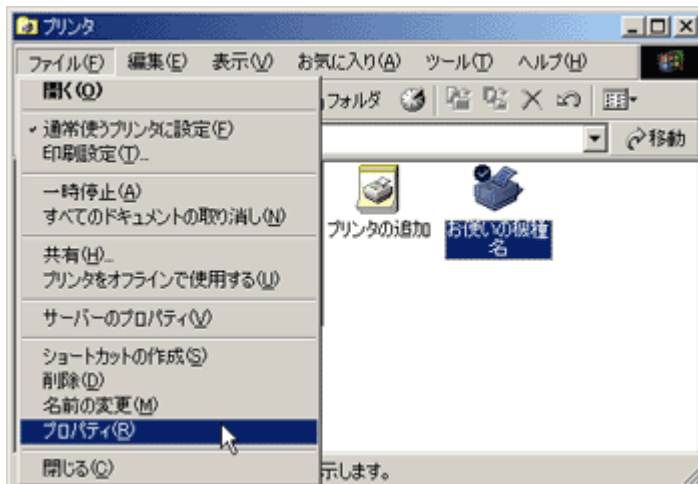 プリンタ
ファイル(F) 編集(E) 表示(V) お気に入り(A) ツール(T) ヘルプ(H)
開く(O)
通常使うプリンタに設定(F)
印刷設定(T)...
一時停止(A)
すべてのドキュメントの取り消し(N)
共有(H)...
プリンタをオフラインで使用する(U)
サーバーのプロパティ(V)
ショートカットの作成(S)
削除(D)
名前の変更(M)
プロパティ(R)
閉じる(C)
フォルダ
移動
プリンタの追加
お使いの機種
名
示します。